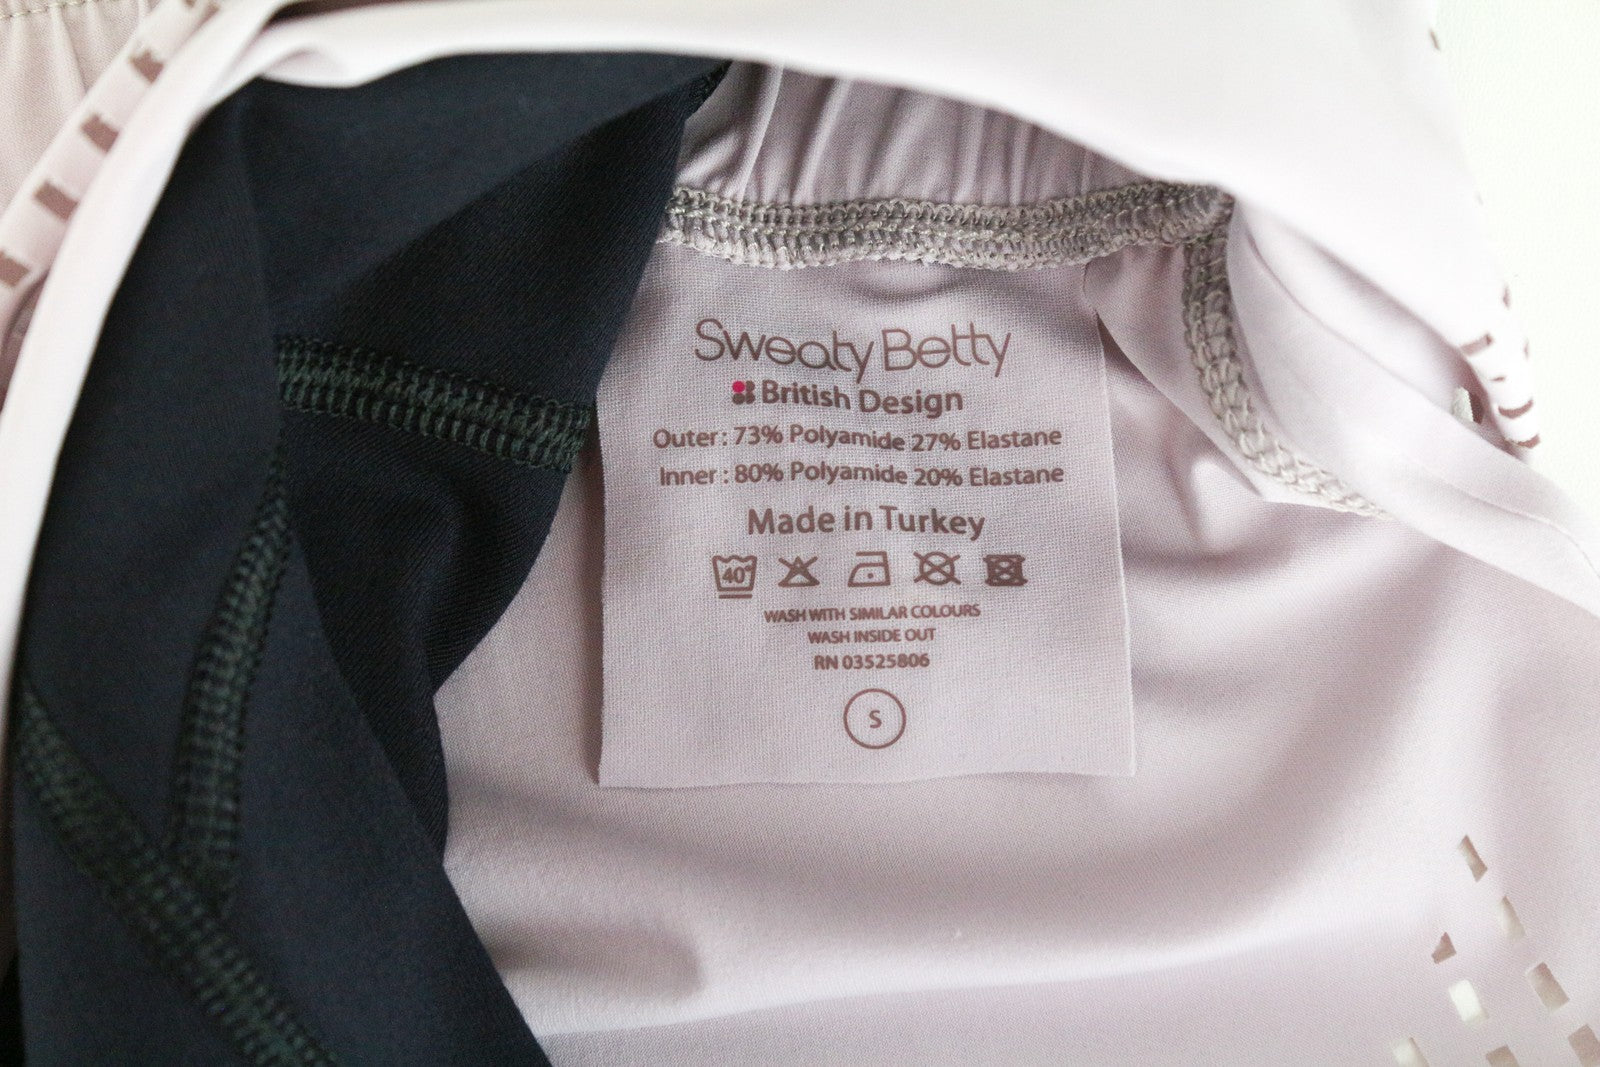 Sweaty Betty
British Design
Outer : 73% Polyamide 27% Elastane
Inner : 80% Polyamide 20% Elastane
Made in Turkey
40°
WASH WITH SIMILAR COLOURS
WASH INSIDE OUT
RN 03525806
S